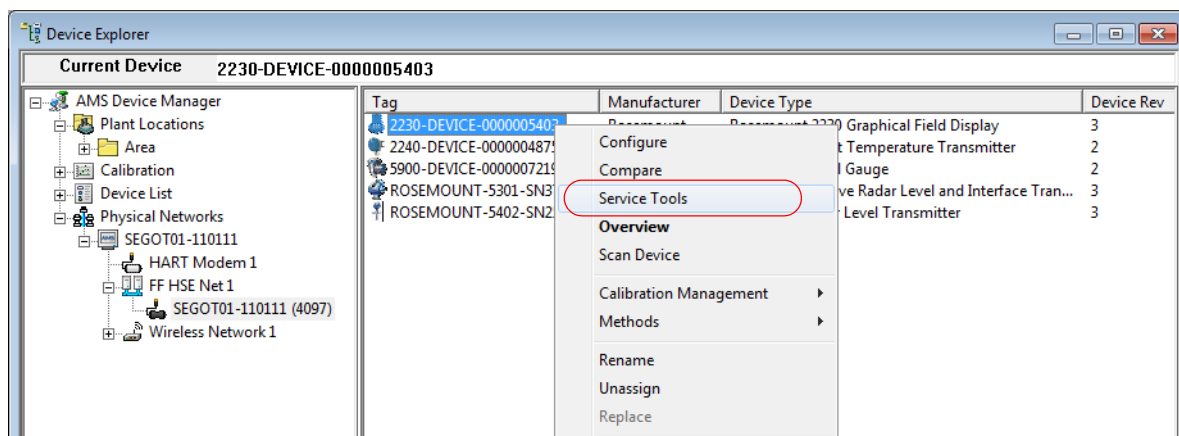 Device Explorer
Current Device 2230-DEVICE-0000005403
AMS Device Manager
Plant Locations
Area
Calibration
Device List
Physical Networks
SEGOT01-110111
HART Modem 1
FF HSE Net 1
SEGOT01-110111 (4097)
Wireless Network 1
Tag Manufacturer Device Type Device Rev
2230-DEVICE-0000005403 Rosemount Rosemount 2230 Graphical Field Display 3
2240-DEVICE-000000487 t Temperature Transmitter 2
5900-DEVICE-0000007219 l Gauge 2
ROSEMOUNT-5301-SN3 ve Radar Level and Interface Tran... 3
ROSEMOUNT-5402-SN2 r Level Transmitter 3
Configure
Compare
Service Tools
Overview
Scan Device
Calibration Management
Methods
Rename
Unassign
Replace